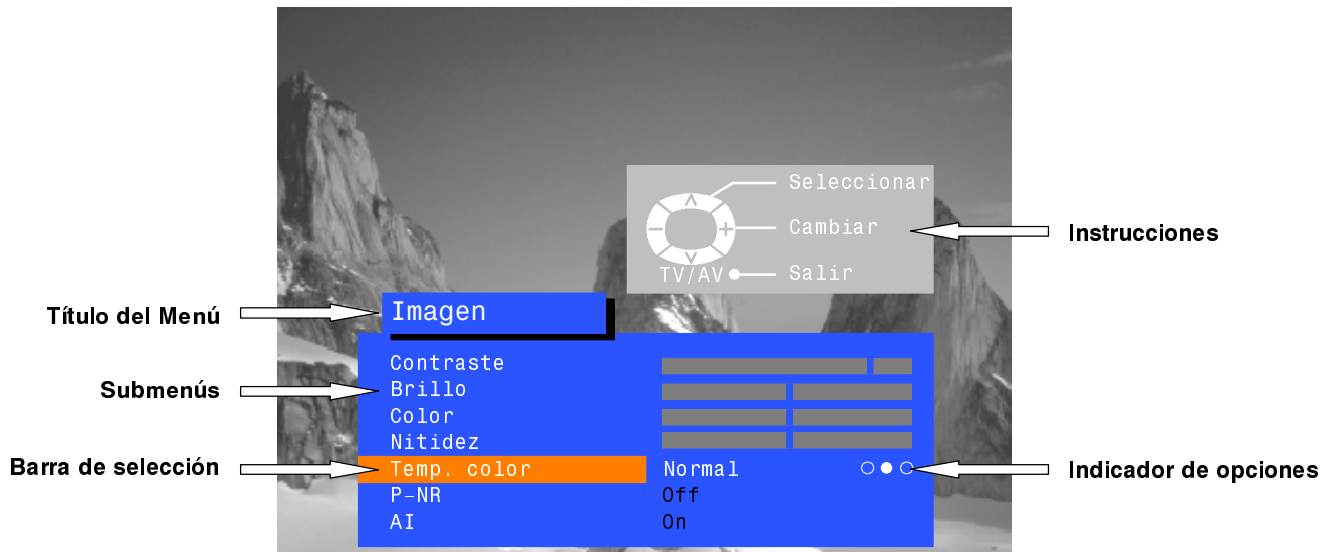 Seleccionar
Cambiar
TV/AV Salir
Instrucciones
Título del Menú
Imagen
Contraste
Submenús
Brillo
Color
Nitidez
Barra de selección
Temp. color Normal
Indicador de opciones
P-NR Off
AI On